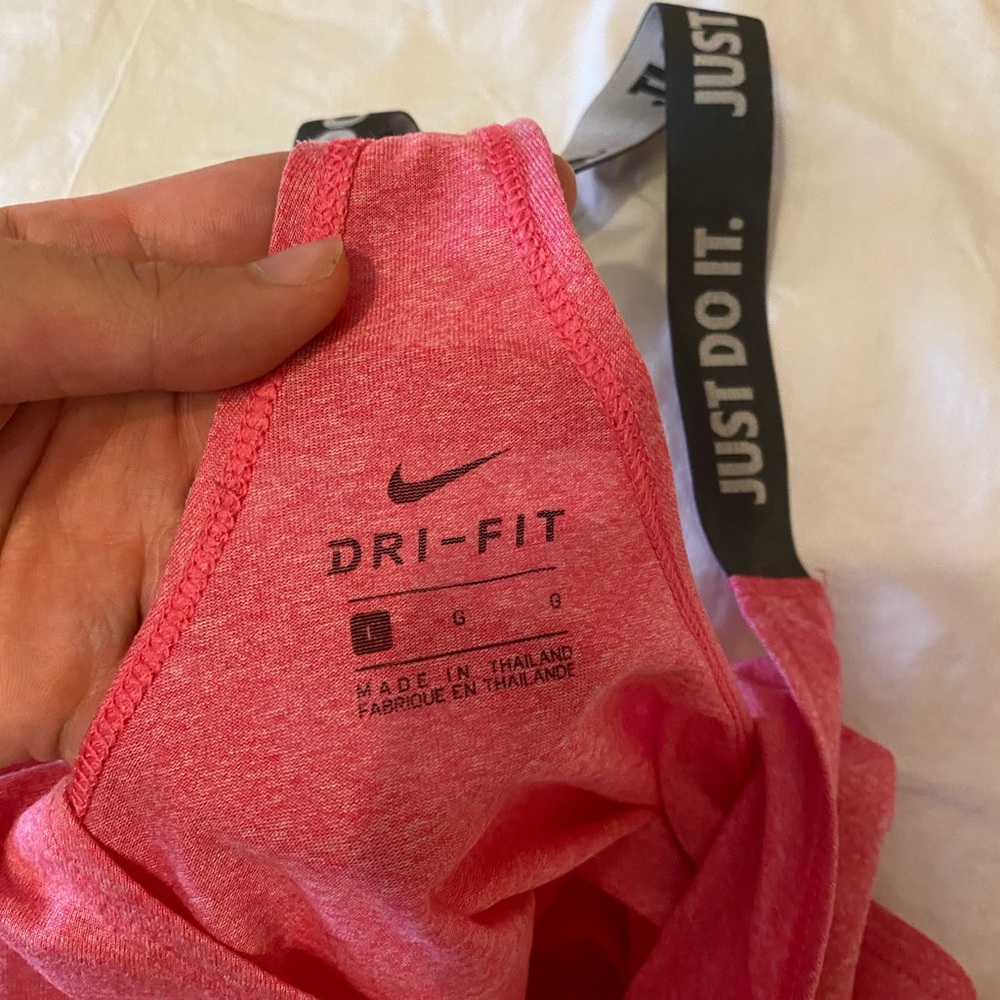 JUST
JUST DO IT.
DRI-FIT
L G G
MADE IN THAILAND
FABRIQUE EN THAILANDE